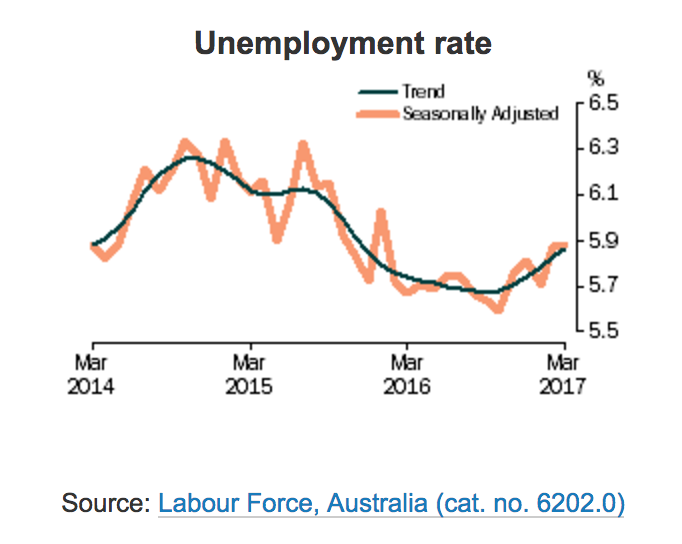 Unemployment rate
%
Trend
Seasonally Adjusted
6.5
6.3
6.1
5.9
5.7
5.5
Mar Mar Mar Mar
2014 2015 2016 2017
Source: Labour Force, Australia (cat. no. 6202.0)